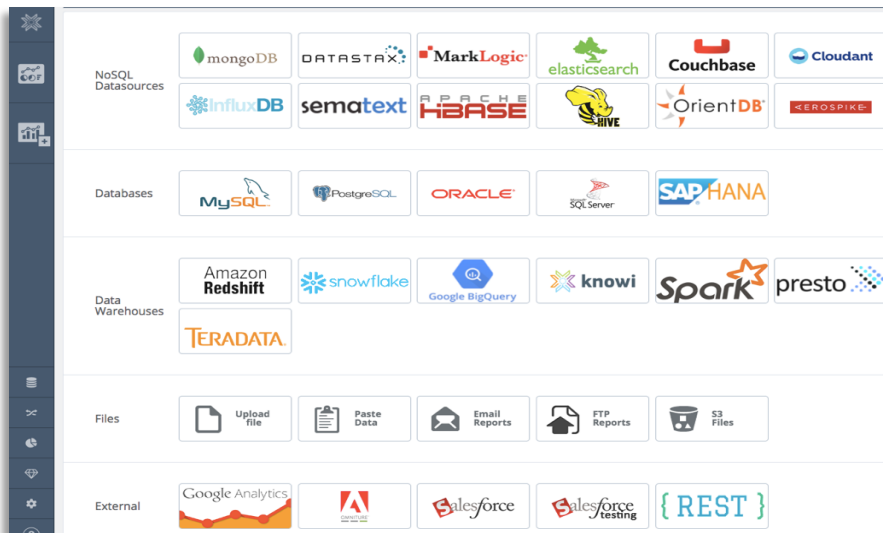 NoSQL
Datasources
mongoDB
DATASTAX
MarkLogic
elasticsearch
Couchbase
Cloudant
InfluxDB
sematext
APACHE
HBASE
HIVE
OrientDB
AEROSPIKE
Databases
MySQL
PostgreSQL
ORACLE
SQL Server
SAP HANA
Data
Warehouses
Amazon
Redshift
snowflake
Google BigQuery
knowi
Spark
presto
TERADATA
Files
Upload
file
Paste
Data
Email
Reports
FTP
Reports
S3
Files
External
Google Analytics
OMNITURE
Salesforce
Salesforce
testing
{ REST }